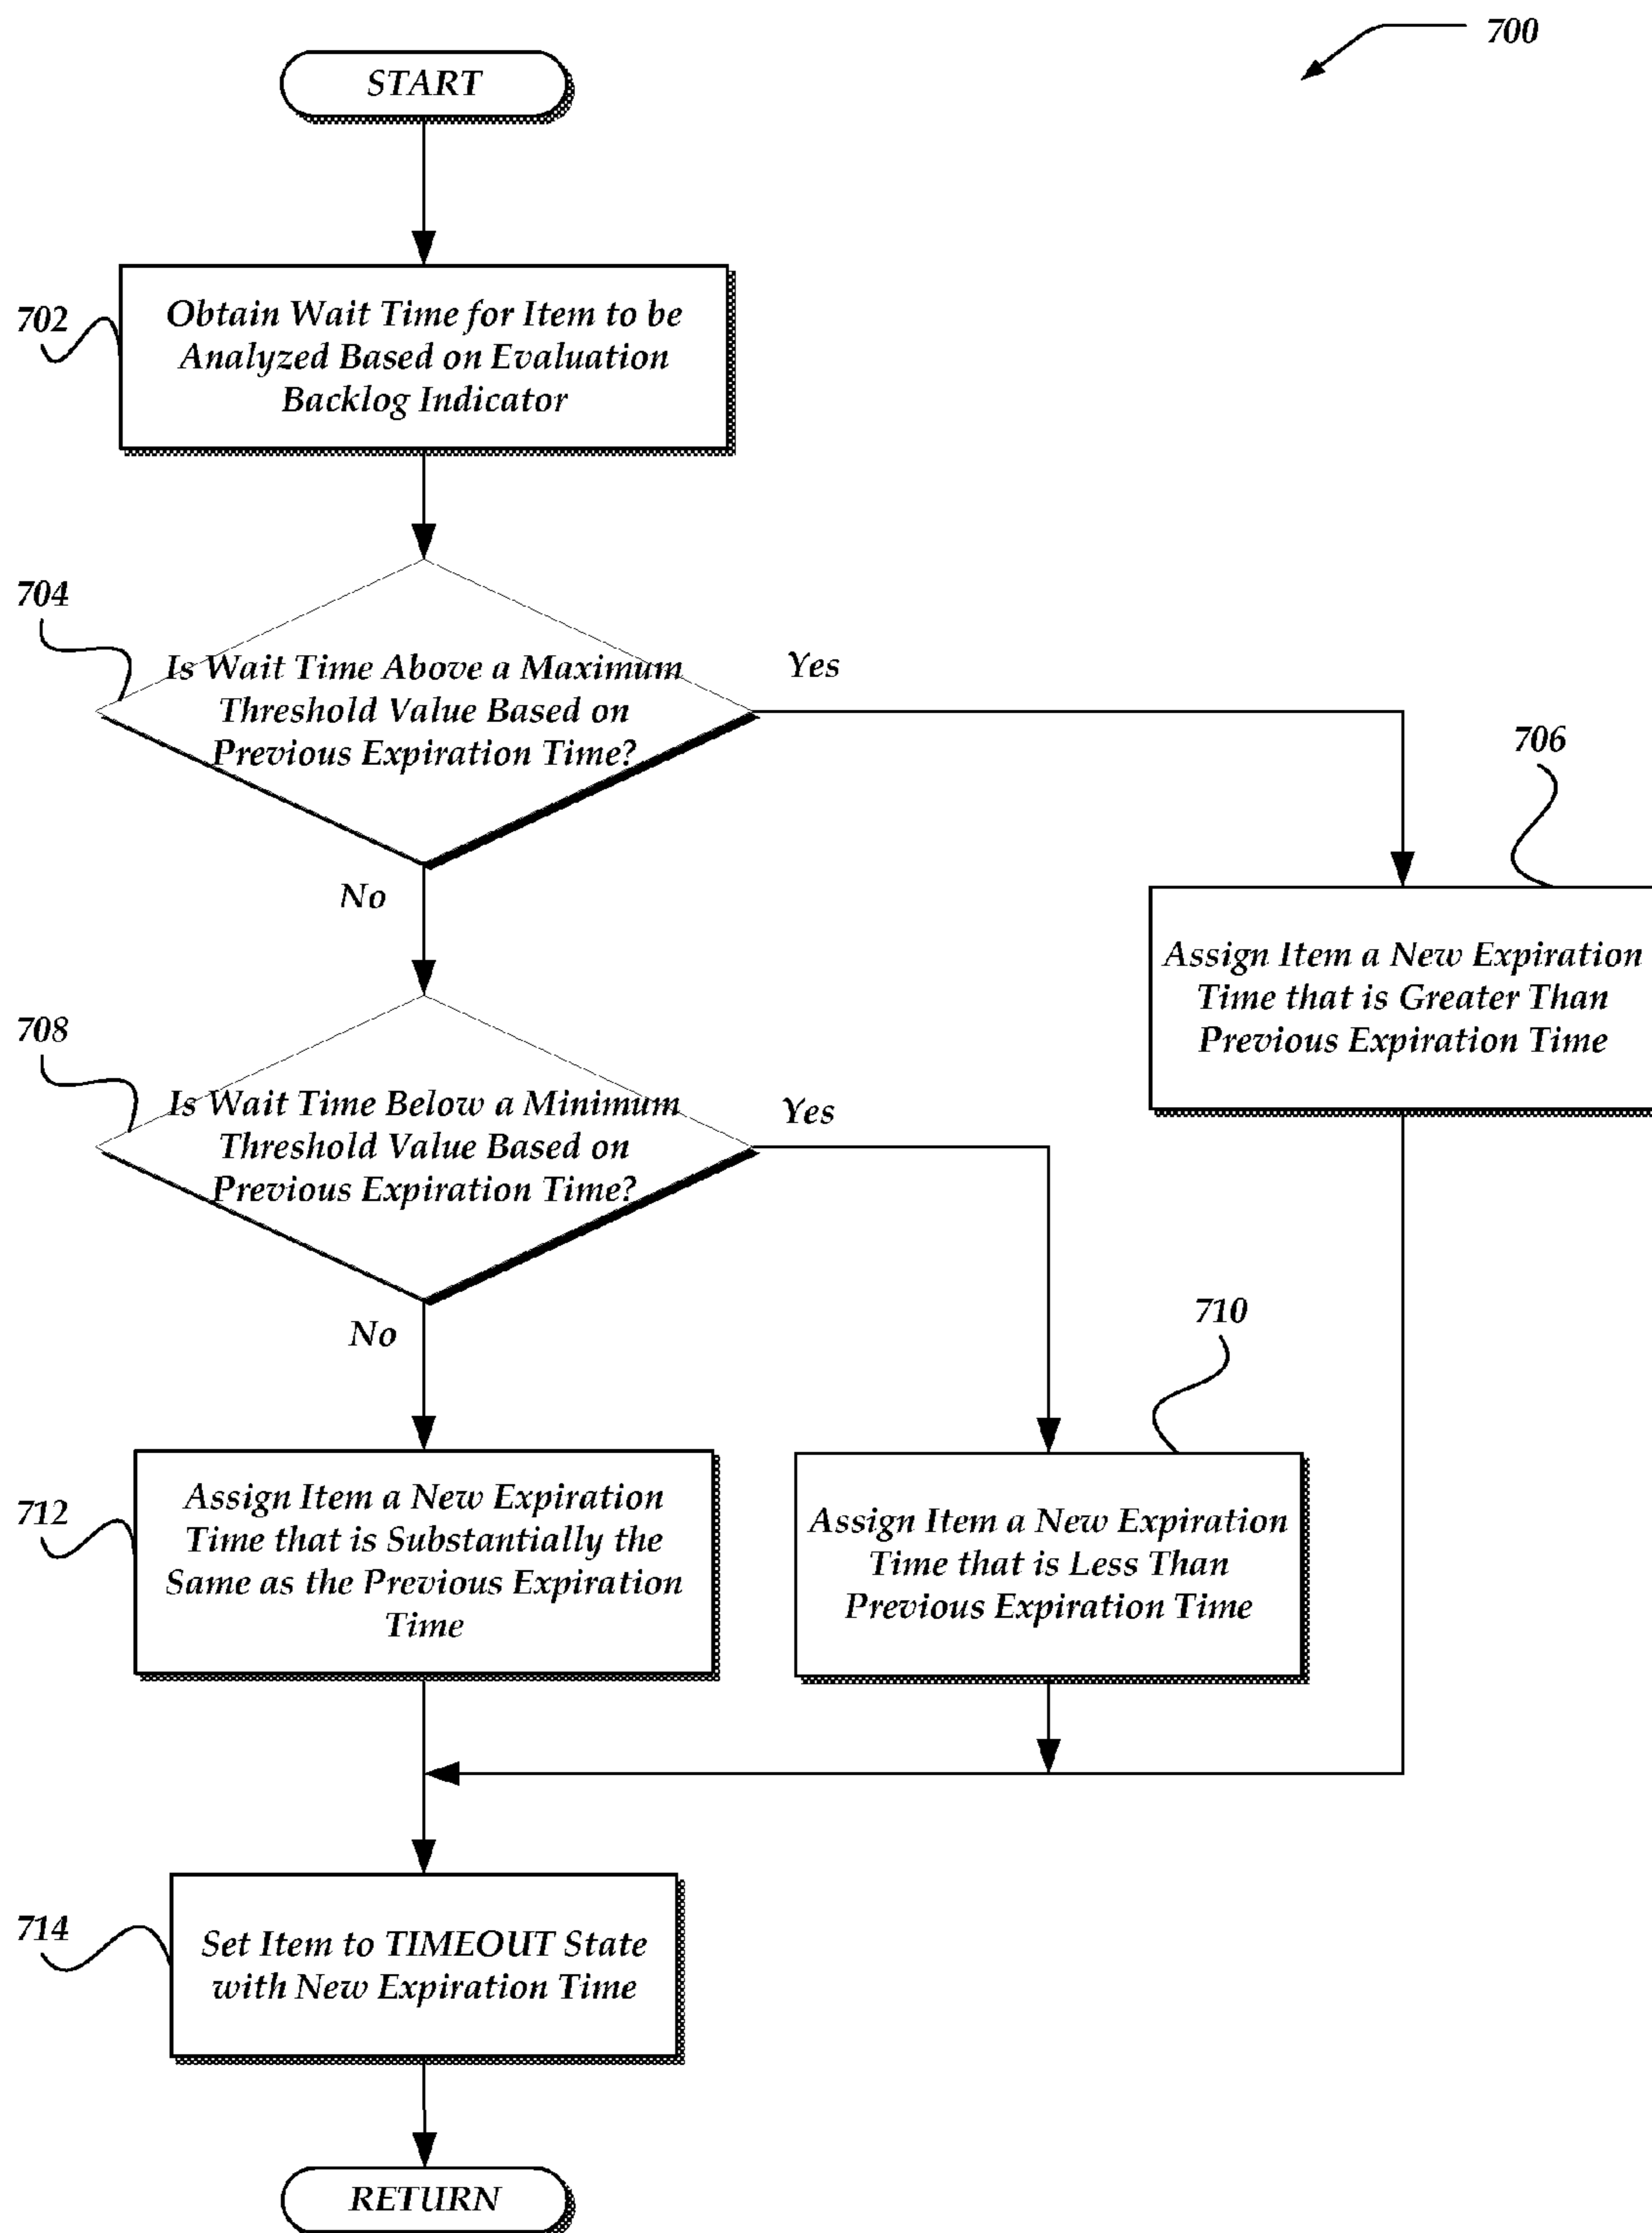 700
START
702
Obtain Wait Time for Item to be
Analyzed Based on Evaluation
Backlog Indicator
704
Is Wait Time Above a Maximum
Threshold Value Based on
Previous Expiration Time?
Yes
No
706
Assign Item a New Expiration
Time that is Greater Than
Previous Expiration Time
708
Is Wait Time Below a Minimum
Threshold Value Based on
Previous Expiration Time?
Yes
No
710
Assign Item a New Expiration
Time that is Less Than
Previous Expiration Time
712
Assign Item a New Expiration
Time that is Substantially the
Same as the Previous Expiration
Time
714
Set Item to TIMEOUT State
with New Expiration Time
RETURN